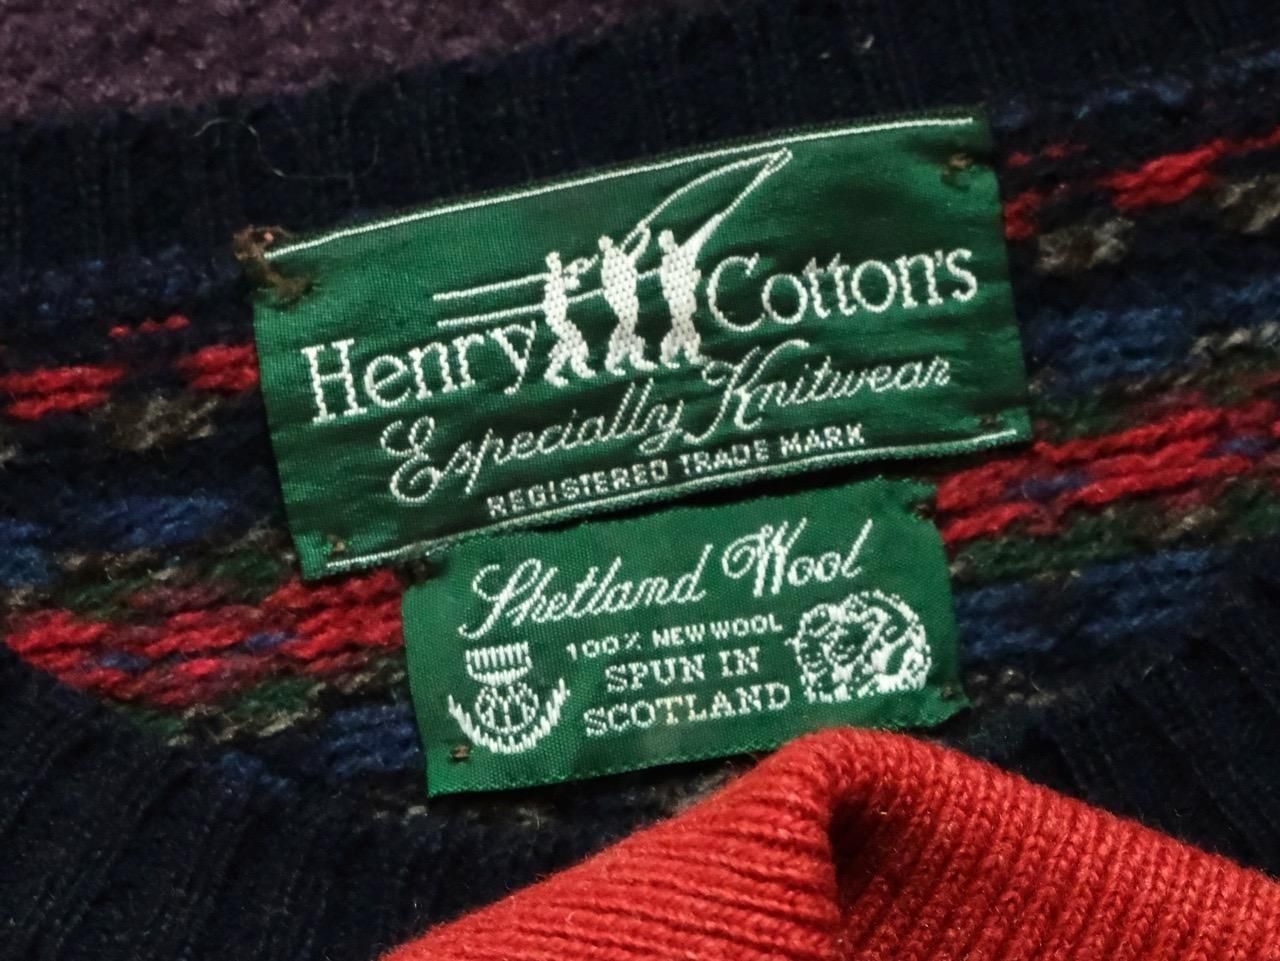 Henry Cotton's
Especially Knitwear
REGISTERED TRADE MARK
Shetland Wool
100% NEW WOOL
SPUN IN
SCOTLAND